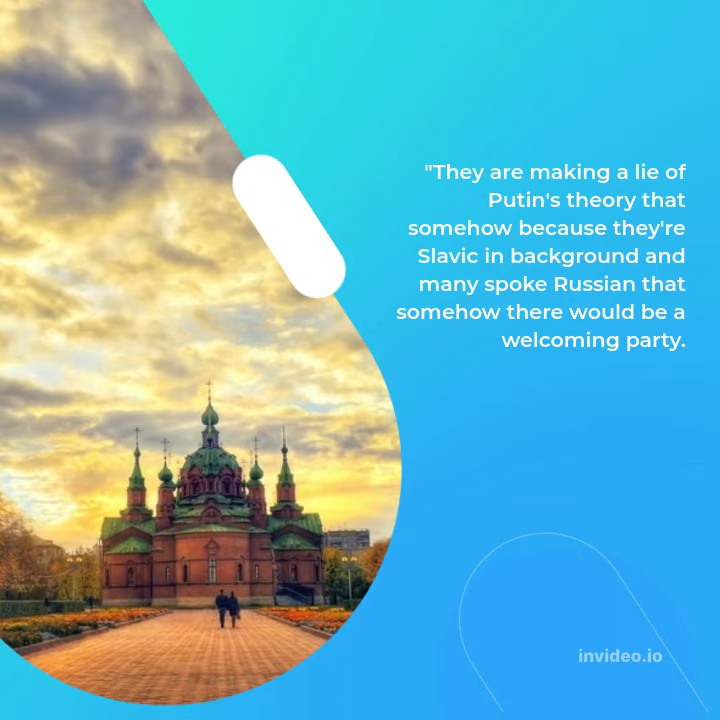 "They are making a lie of
Putin's theory that
somehow because they're
Slavic in background and
many spoke Russian that
somehow there would be a
welcoming party.
invideo.io